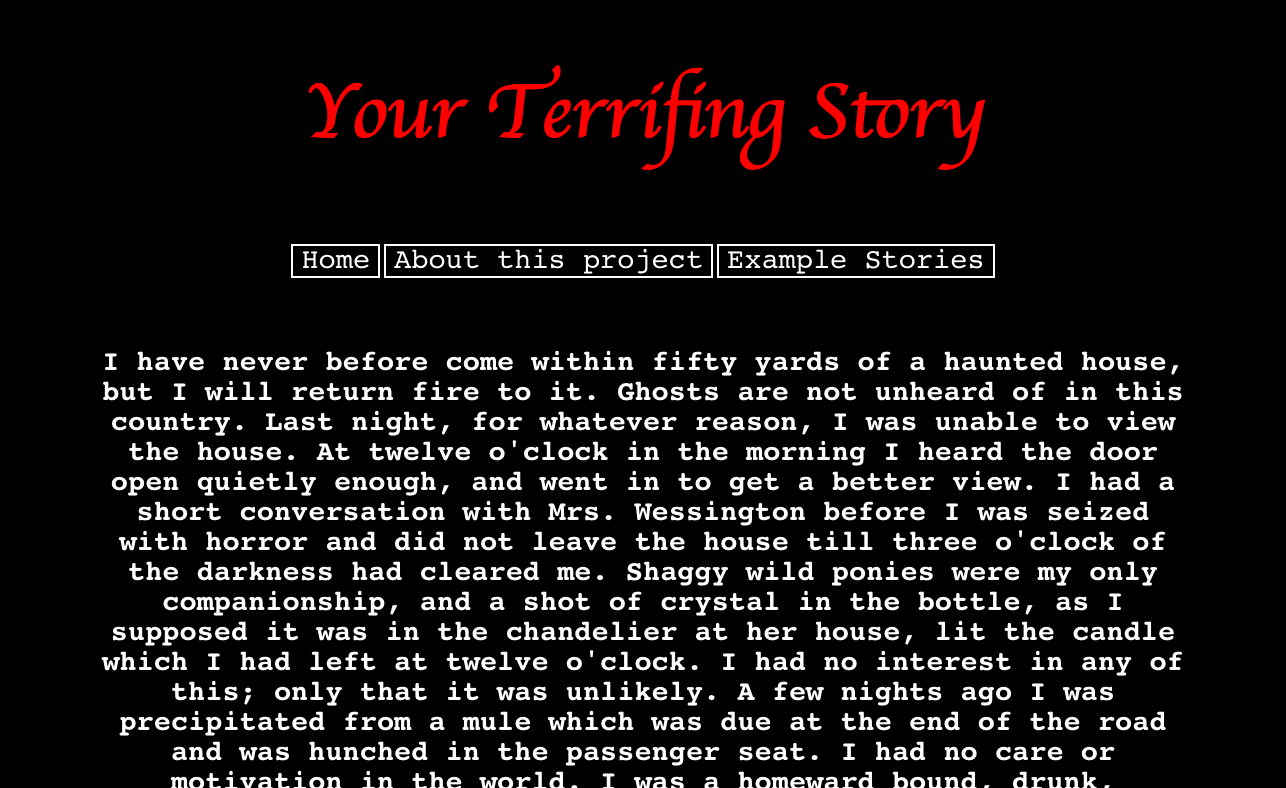 Your Terrifing Story
Home About this project Example Stories
I have never before come within fifty yards of a haunted house,
but I will return fire to it. Ghosts are not unheard of in this
country. Last night, for whatever reason, I was unable to view
the house. At twelve o'clock in the morning I heard the door
open quietly enough, and went in to get a better view. I had a
short conversation with Mrs. Wessington before I was seized
with horror and did not leave the house till three o'clock of
the darkness had cleared me. Shaggy wild ponies were my only
companionship, and a shot of crystal in the bottle, as I
supposed it was in the chandelier at her house, lit the candle
which I had left at twelve o'clock. I had no interest in any of
this; only that it was unlikely. A few nights ago I was
precipitated from a mule which was due at the end of the road
and was hunched in the passenger seat. I had no care or
motivation in the world. I was a homeward bound, drunk,